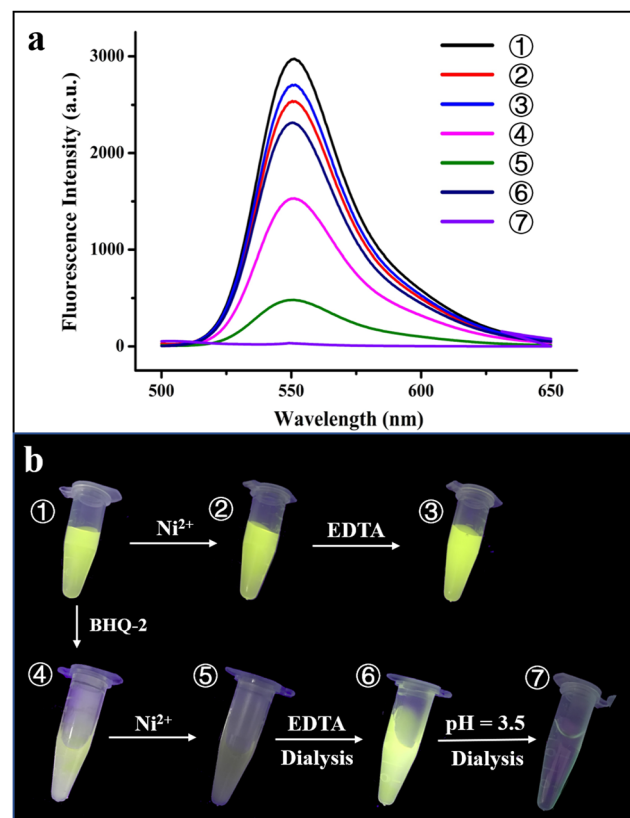 a
Fluorescence Intensity (a.u.)
3000
2000
1000
0
500
550
600
650
Wavelength (nm)
①
②
③
④
⑤
⑥
⑦
b
①
Ni²⁺
②
EDTA
③
BHQ-2
④
Ni²⁺
⑤
EDTA
Dialysis
⑥
pH = 3.5
Dialysis
⑦